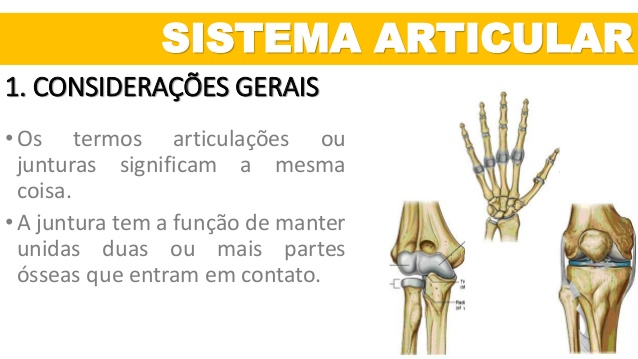 SISTEMA ARTICULAR
1. CONSIDERAÇÕES GERAIS
• Os termos articulações ou
junturas significam a mesma
coisa.
• A juntura tem a função de manter
unidas duas ou mais partes
ósseas que entram em contato.